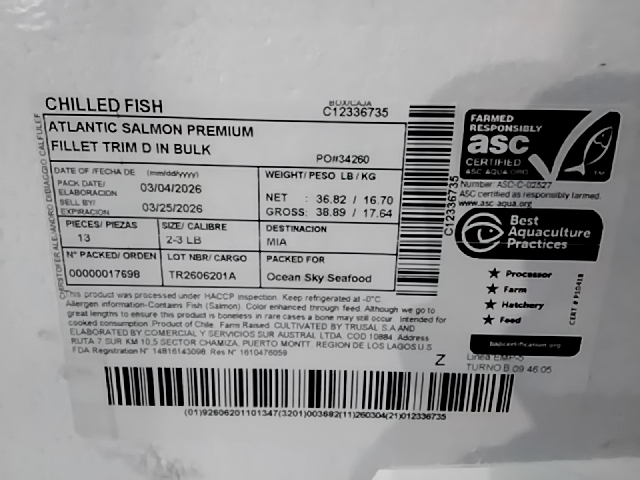 CHILLED FISH
BOX/CAJA
C12336735
ATLANTIC SALMON PREMIUM
FILLET TRIM D IN BULK
PO#34260
DATE OF /FECHA DE (mm/dd/yyyy)
PACK DATE/
ELABORACION 03/04/2026
SELL BY/
EXPIRACION 03/25/2026
WEIGHT/ PESO LB / KG
NET : 36.82 / 16.70
GROSS: 38.89 / 17.64
PIECES/ PIEZAS
13
SIZE/ CALIBRE
2-3 LB
DESTINACION
MIA
N° PACKED/ ORDEN
00000017698
LOT NBR/ CORTE
TR2606201A
PACKED FOR
Ocean Sky Seafood
This product was processed under HACCP inspection. Keep refrigerated at -0°C.
Allergen information-Contains Fish (Salmon). Color enhanced through feed. Although we go to
great lengths to ensure this product is boneless in rare cases a bone may still occur. Intended for
cooked consumption. Product of Chile. Farm Raised. CULTIVATED BY TRUSAL S.A AND
ELABORATED BY COMERCIAL Y SERVICIOS SUR AUSTRAL LTDA. COD 10884. Address
RUTA 7 SUR KM 10,5 SECTOR CHAMIZA, PUERTO MONTT. REGION DE LOS LAGOS
FDA Registration N° 14816143098 Res N° 1610476059
Z
(01)92606201101347(3201)003682(11)260304(21)012336735
C12336735
FARMED
RESPONSIBLY
asc
CERTIFIED
ASC-AQUA.ORG
TM
Number: ASC-C-02527
ASC certified as responsibly farmed.
www.asc-aqua.org
Best
Aquaculture
Practices
★ Processor
★ Farm
★ Hatchery
★ Feed
CERT # P10418
bapcertification.org
Linea EMP-5
TURNO.B 09:46:05